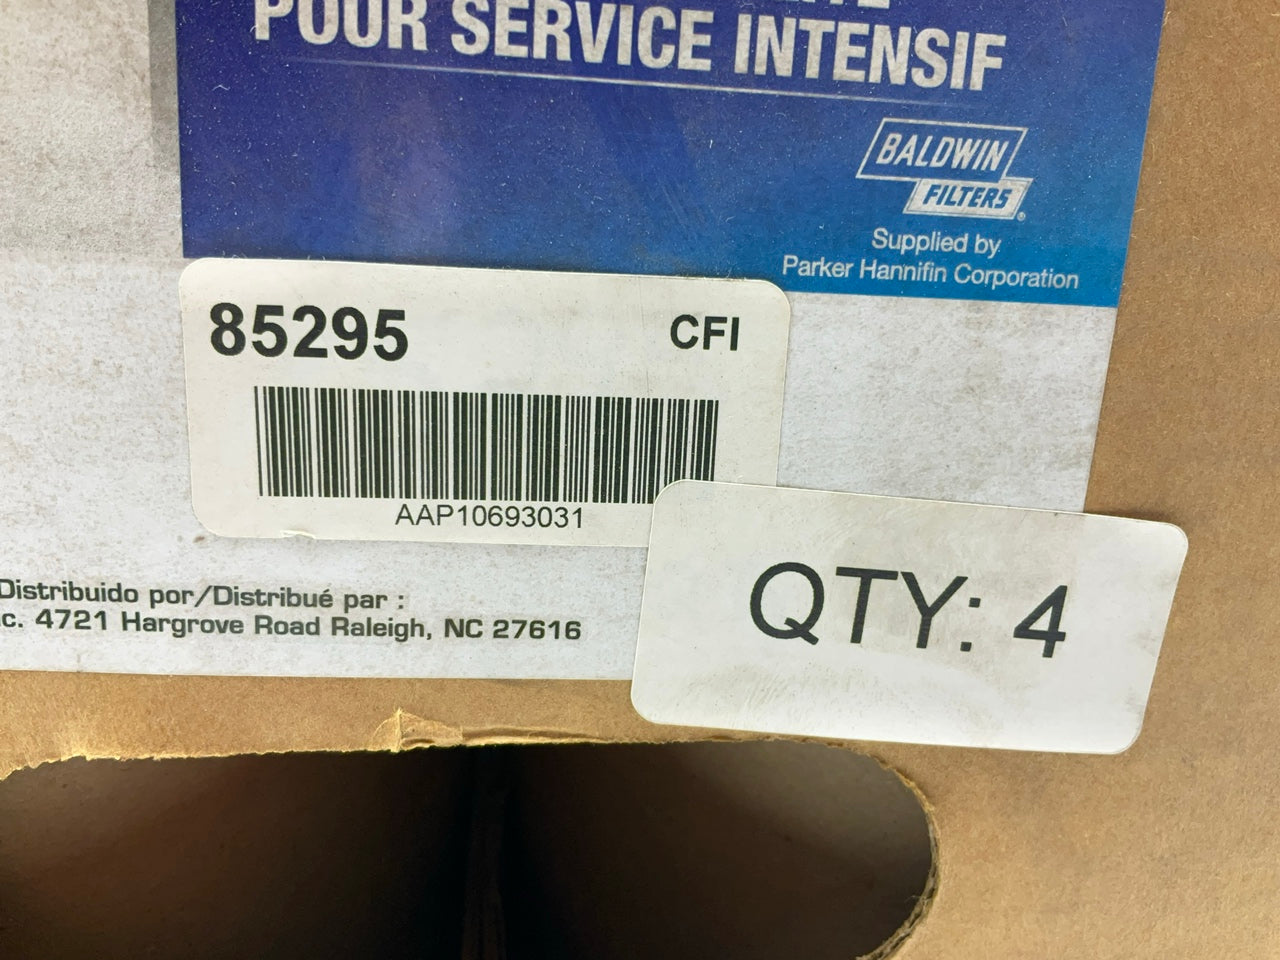 POUR SERVICE INTENSIF
BALDWIN
FILTERS®
Supplied by
Parker Hannifin Corporation
85295 CFI
AAP10693031
QTY: 4
Distribuido por/Distribué par :
4721 Hargrove Road Raleigh, NC 27616